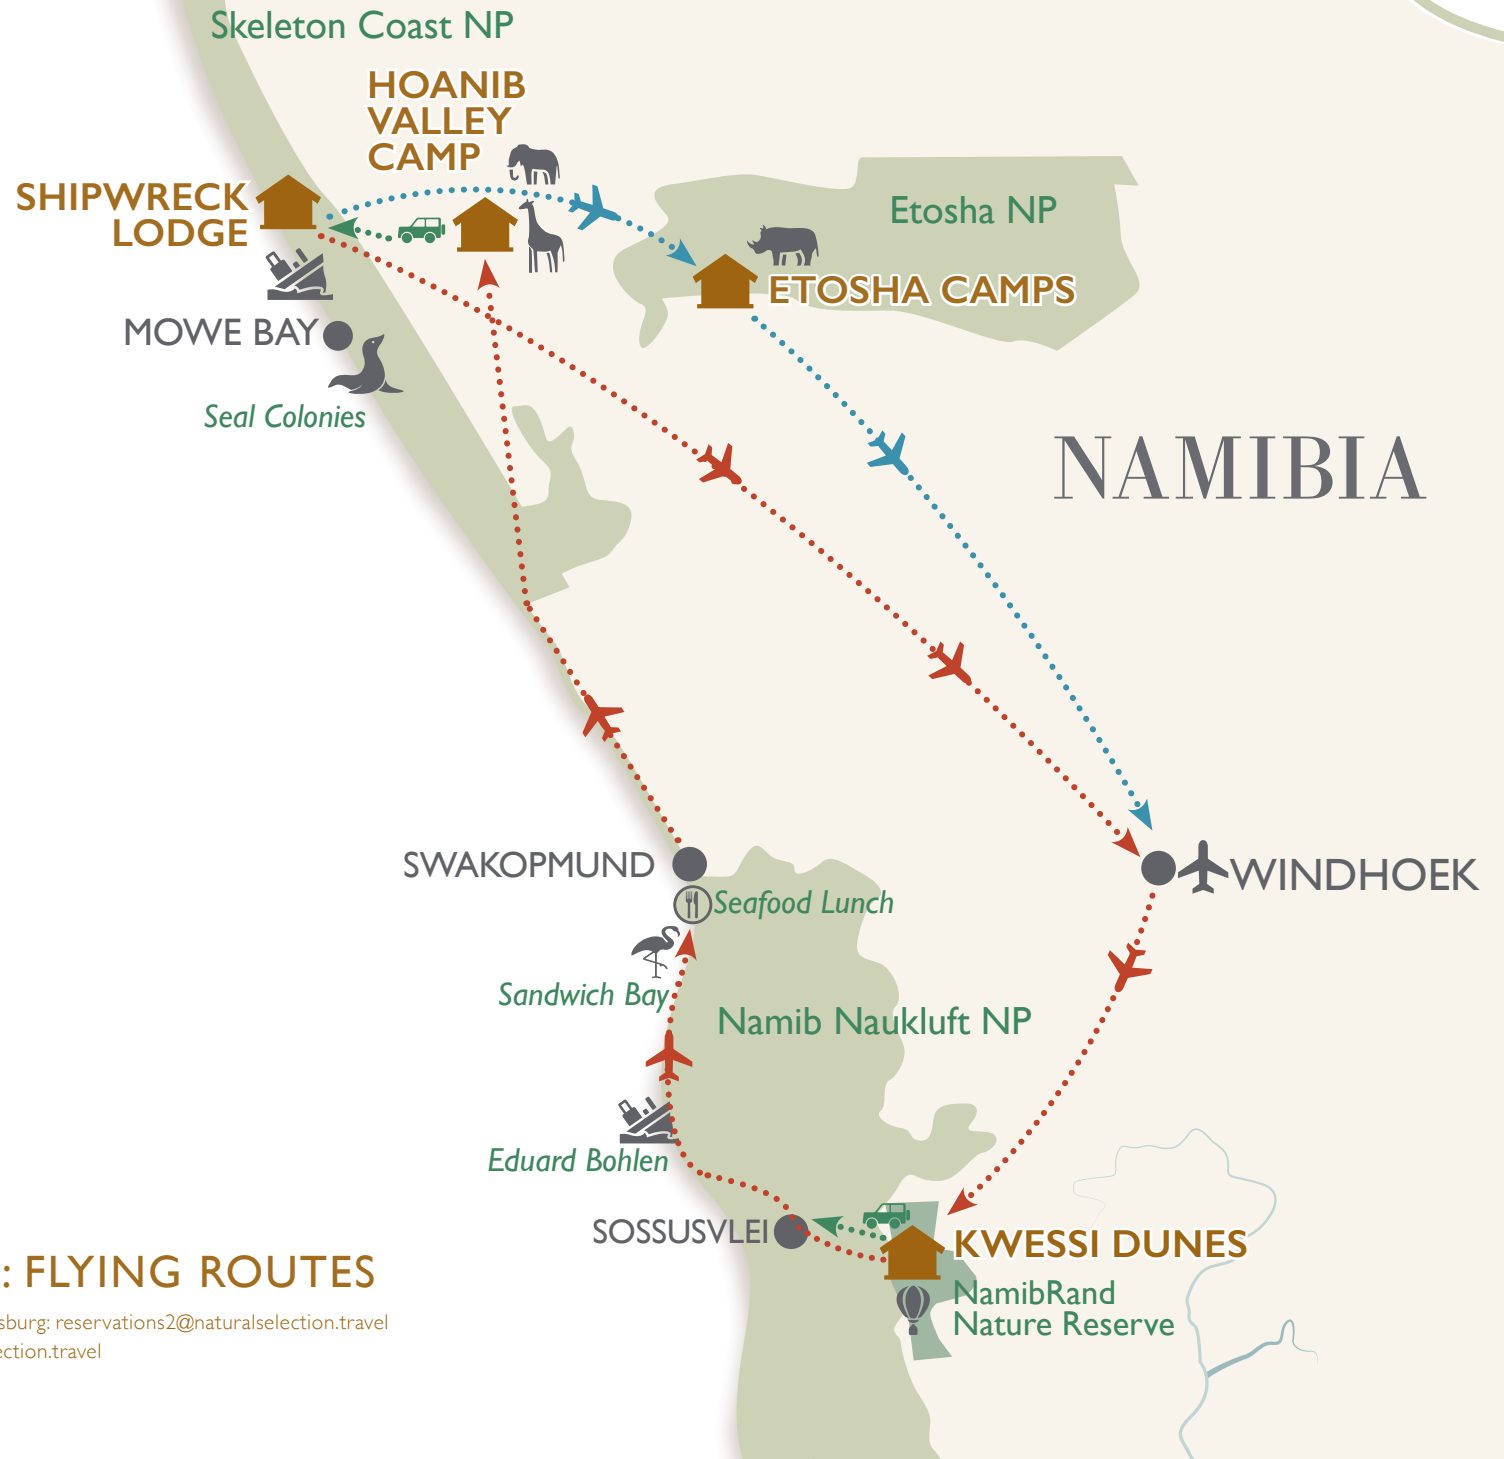 Skeleton Coast NP
HOANIB
VALLEY
CAMP
SHIPWRECK
LODGE
Etosha NP
ETOSHA CAMPS
MOWE BAY
Seal Colonies
NAMIBIA
SWAKOPMUND
WINDHOEK
Seafood Lunch
Sandwich Bay
Namib Naukluft NP
Eduard Bohlen
SOSSUSVLEI
KWESSI DUNES
NamibRand
Nature Reserve
: FLYING ROUTES
sburg: reservations2@naturalselection.travel
ection.travel